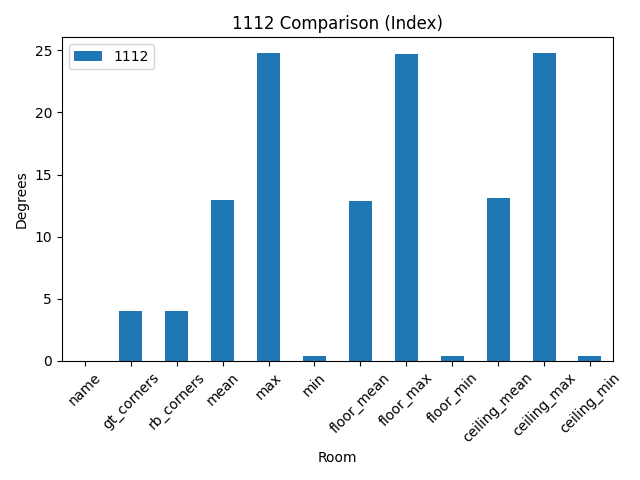 1112 Comparison (Index)
1112
Degrees
25
20
15
10
5
0
name
gt_corners
rb_corners
mean
max
min
floor_mean
floor_max
floor_min
ceiling_mean
ceiling_max
ceiling_min
Room